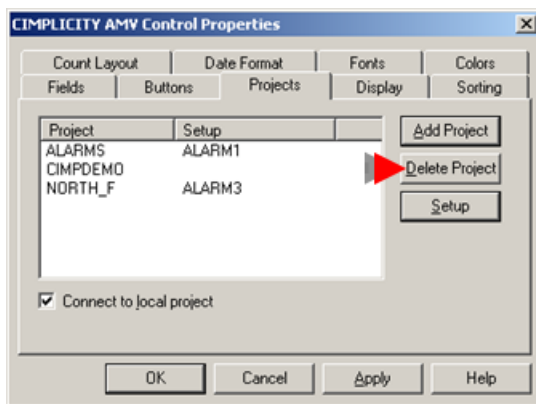 CIMPLICITY AMV Control Properties
Count Layout Date Format Fonts Colors
Fields Buttons Projects Display Sorting
Project Setup
ALARMS ALARM1
CIMPDEMO
NORTH_F ALARM3
Add Project
Delete Project
Setup
Connect to local project
OK Cancel Apply Help